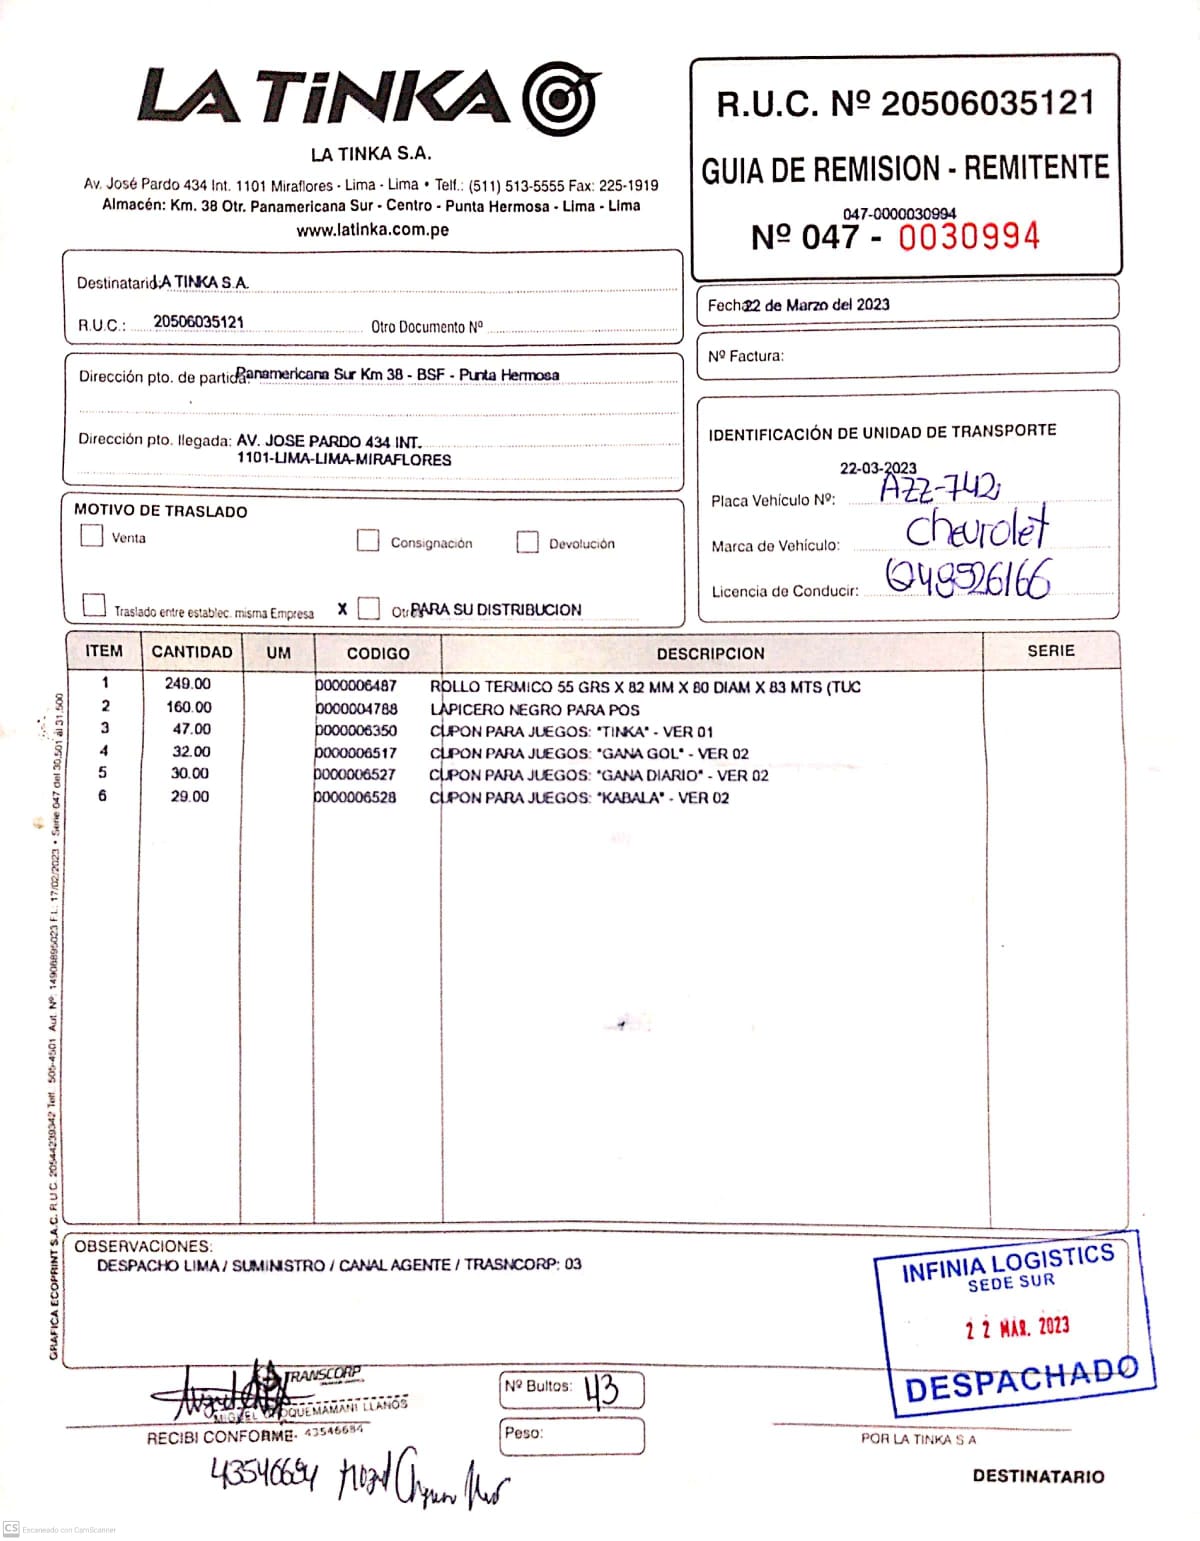 LA TiNKA
LA TINKA S.A.
Av. José Pardo 434 Int. 1101 Miraflores - Lima - Lima • Telf.: (511) 513-5555 Fax: 225-1919
Almacén: Km. 38 Otr. Panamericana Sur - Centro - Punta Hermosa - Lima - Lima
www.latinka.com.pe
R.U.C. Nº 20506035121
GUIA DE REMISION - REMITENTE
047-0000030994
Nº 047 - 0030994
Destinatario LA TINKA S.A.
R.U.C.: 20506035121 Otro Documento Nº
Fecha 22 de Marzo del 2023
Nº Factura:
Dirección pto. de partida: Panamericana Sur Km 38 - BSF - Punta Hermosa
Dirección pto. llegada: AV. JOSE PARDO 434 INT.
1101-LIMA-LIMA-MIRAFLORES
IDENTIFICACIÓN DE UNIDAD DE TRANSPORTE
22-03-2023
Placa Vehículo Nº: AZZ-742
Marca de Vehículo: Chevrolet
Licencia de Conducir: Q48526166
MOTIVO DE TRASLADO
Venta Consignación Devolución
Traslado entre establec. misma Empresa X Otr PARA SU DISTRIBUCION
ITEM CANTIDAD UM CODIGO DESCRIPCION SERIE
1 249.00 0000006487 ROLLO TERMICO 55 GRS X 82 MM X 80 DIAM X 83 MTS (TUC
2 160.00 0000004788 LAPICERO NEGRO PARA POS
3 47.00 0000006350 CUPON PARA JUEGOS: "TINKA" - VER 01
4 32.00 0000006517 CUPON PARA JUEGOS: "GANA GOL" - VER 02
5 30.00 0000006527 CUPON PARA JUEGOS: "GANA DIARIO" - VER 02
6 29.00 0000006528 CUPON PARA JUEGOS: "KABALA" - VER 02
GRAFICA ECOPRINT S.A.C. R.U.C. 20544239342 Telf. 505-4501 Aut. Nº 14908895023 F.I.: 17/02/2023 • Serie 047 del 30,501 al 31,500
OBSERVACIONES:
DESPACHO LIMA / SUMINISTRO / CANAL AGENTE / TRASNCORP: 03
INFINIA LOGISTICS
SEDE SUR
22 MAR. 2023
DESPACHADO
TRANSCORP
MIGUEL CHOQUEMAMANI LLANOS
RECIBI CONFORME 43546684
43546684
Nº Bultos: 43
Peso:
POR LA TINKA S A
DESTINATARIO
CS Escaneado con CamScanner